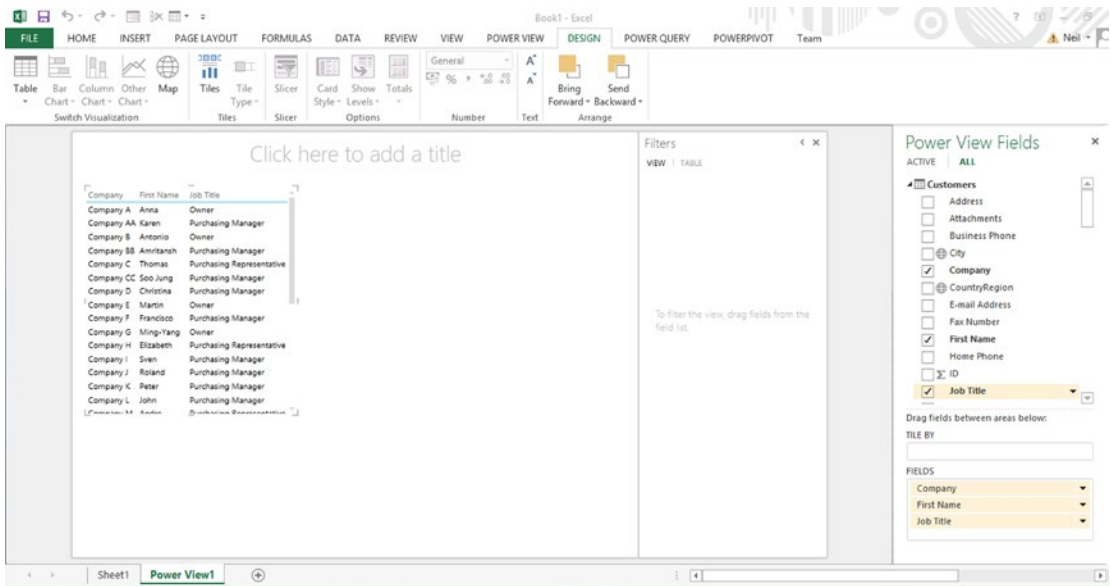 Book1 - Excel
FILE HOME INSERT PAGE LAYOUT FORMULAS DATA REVIEW VIEW POWER VIEW DESIGN POWER QUERY POWERPIVOT Team Neil
General
Table Bar Chart Column Chart Other Chart Map Tiles Tile Type Slicer Card Style Show Levels Totals % Bring Forward Send Backward
Switch Visualization Tiles Slicer Options Number Text Arrange
Click here to add a title
Company First Name Job Title
Company A Anna Owner
Company AA Karen Purchasing Manager
Company B Antonio Owner
Company BB Amritansh Purchasing Manager
Company C Thomas Purchasing Representative
Company CC Soo Jung Purchasing Manager
Company D Christina Purchasing Manager
Company E Martin Owner
Company F Francisco Purchasing Manager
Company G Ming-Yang Owner
Company H Elizabeth Purchasing Representative
Company I Sven Purchasing Manager
Company J Roland Purchasing Manager
Company K Peter Purchasing Manager
Company L John Purchasing Manager
Filters
VIEW TABLE
To filter the view, drag fields from the
field list.
Power View Fields
ACTIVE ALL
Customers
Address
Attachments
Business Phone
City
Company
CountryRegion
E-mail Address
Fax Number
First Name
Home Phone
Σ ID
Job Title
Drag fields between areas below:
TILE BY
FIELDS
Company
First Name
Job Title
Sheet1 Power View1